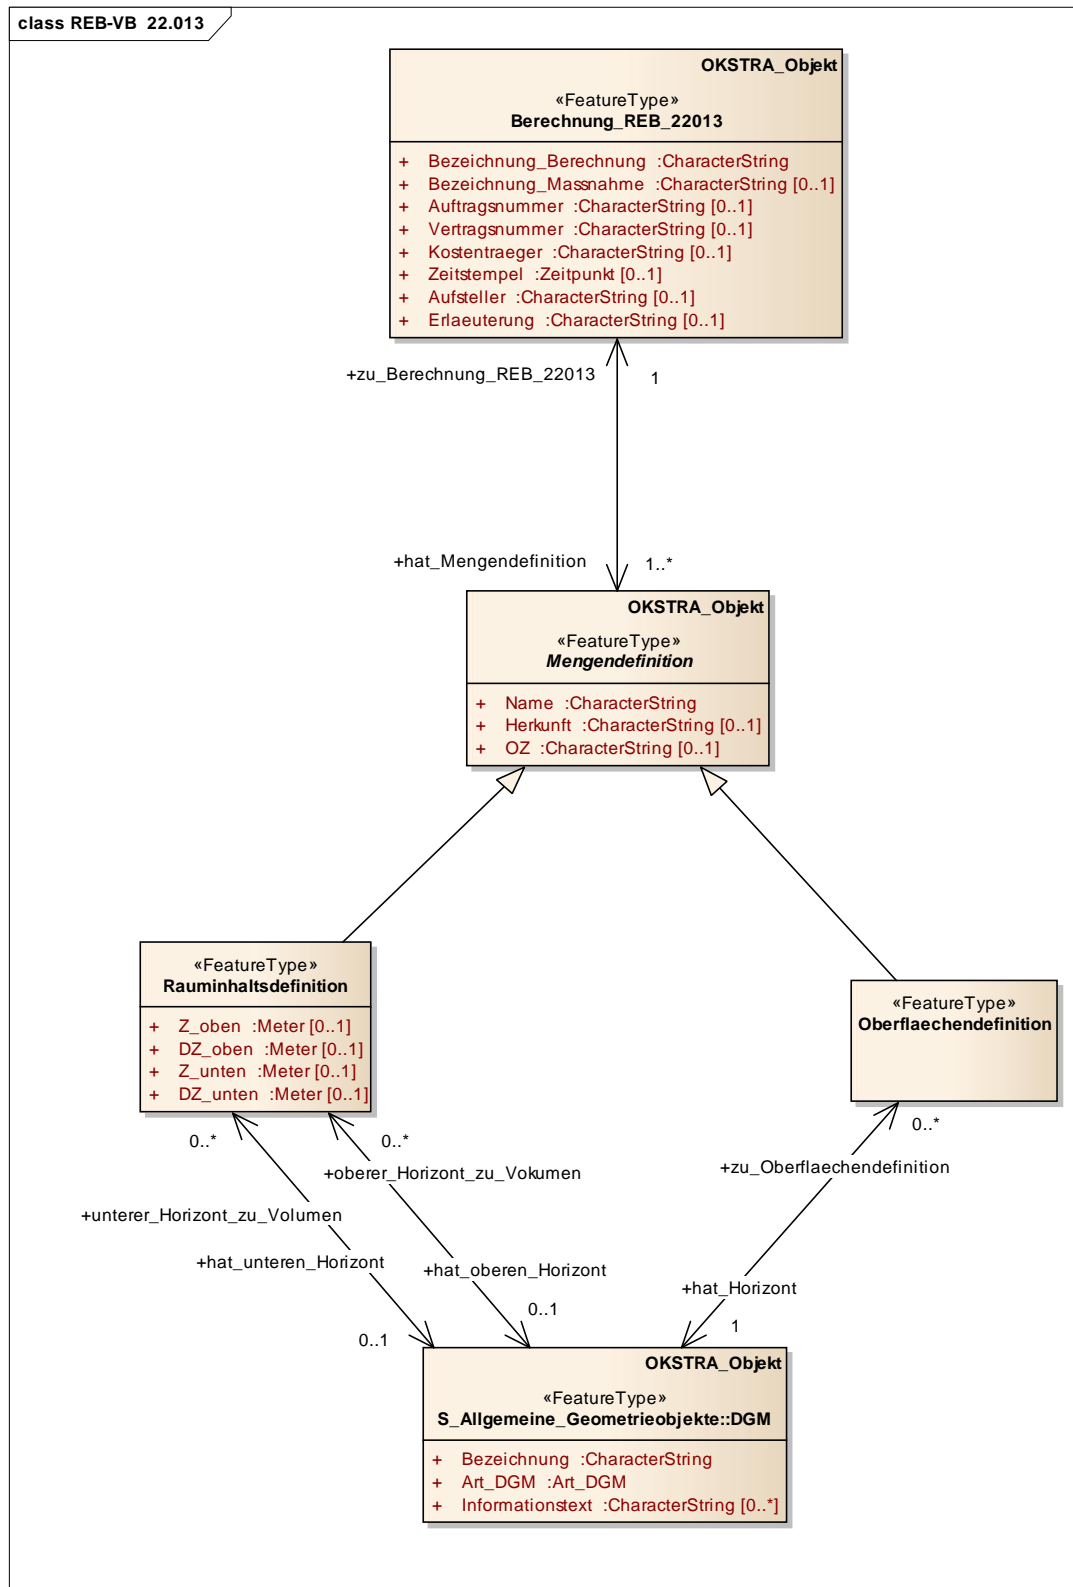 class REB-VB 22.013
OKSTRA_Objekt
«FeatureType»
Berechnung_REB_22013
+ Bezeichnung_Berechnung :CharacterString
+ Bezeichnung_Massnahme :CharacterString [0..1]
+ Auftragsnummer :CharacterString [0..1]
+ Vertragsnummer :CharacterString [0..1]
+ Kostentraeger :CharacterString [0..1]
+ Zeitstempel :Zeitpunkt [0..1]
+ Aufsteller :CharacterString [0..1]
+ Erlaeuterung :CharacterString [0..1]
+zu_Berechnung_REB_22013 1
+hat_Mengendefinition 1..*
OKSTRA_Objekt
«FeatureType»
Mengendefinition
+ Name :CharacterString
+ Herkunft :CharacterString [0..1]
+ OZ :CharacterString [0..1]
«FeatureType»
Rauminhaltsdefinition
+ Z_oben :Meter [0..1]
+ DZ_oben :Meter [0..1]
+ Z_unten :Meter [0..1]
+ DZ_unten :Meter [0..1]
«FeatureType»
Oberflaechendefinition
0..* 0..* 0..*
+oberer_Horizont_zu_Vokumen +zu_Oberflaechendefinition
+unterer_Horizont_zu_Volumen
+hat_unteren_Horizont +hat_oberen_Horizont +hat_Horizont
0..1 0..1 1
OKSTRA_Objekt
«FeatureType»
S_Allgemeine_Geometrieobjekte::DGM
+ Bezeichnung :CharacterString
+ Art_DGM :Art_DGM
+ Informationstext :CharacterString [0..*]